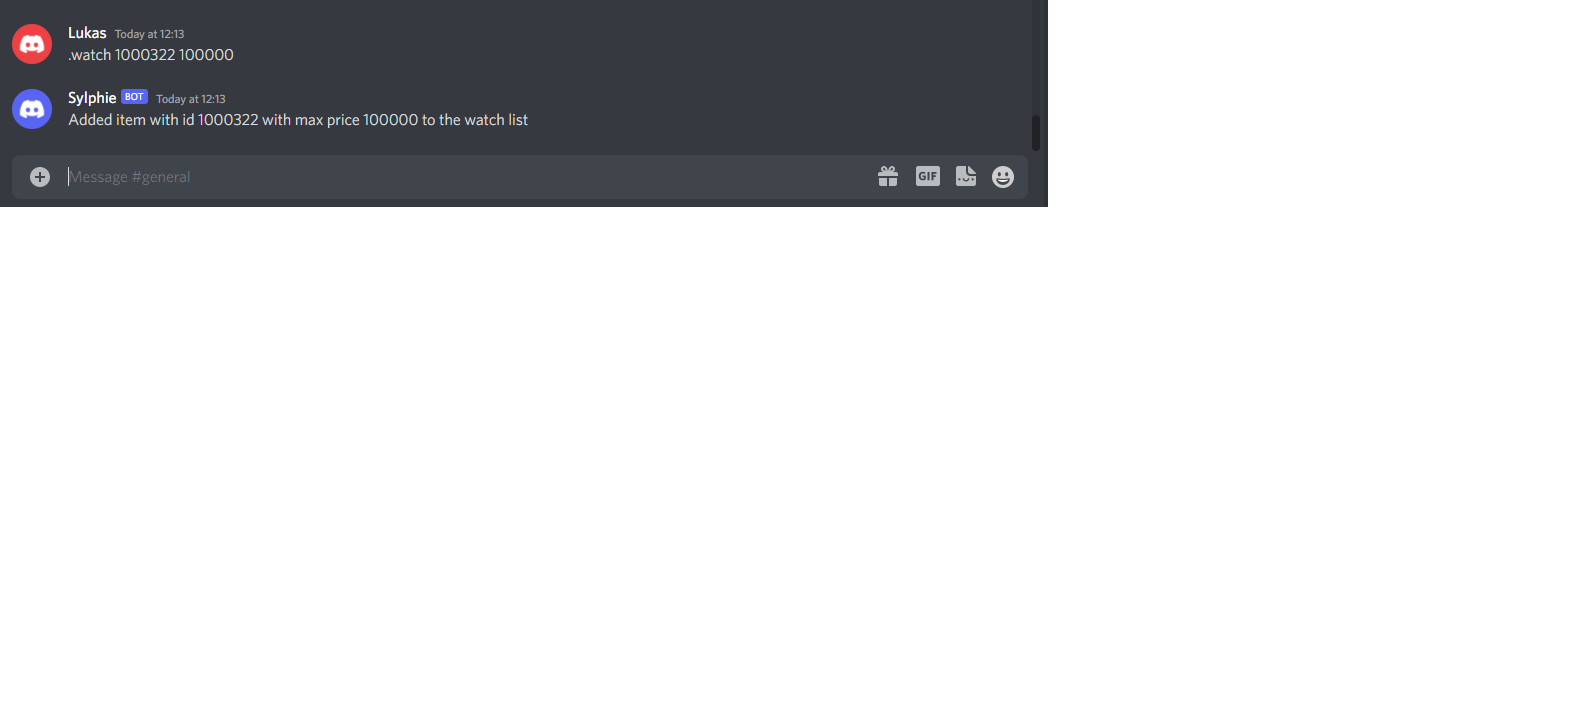 Lukas Today at 12:13
.watch 1000322 100000
Sylphie BOT Today at 12:13
Added item with id 1000322 with max price 100000 to the watch list
Message #general GIF